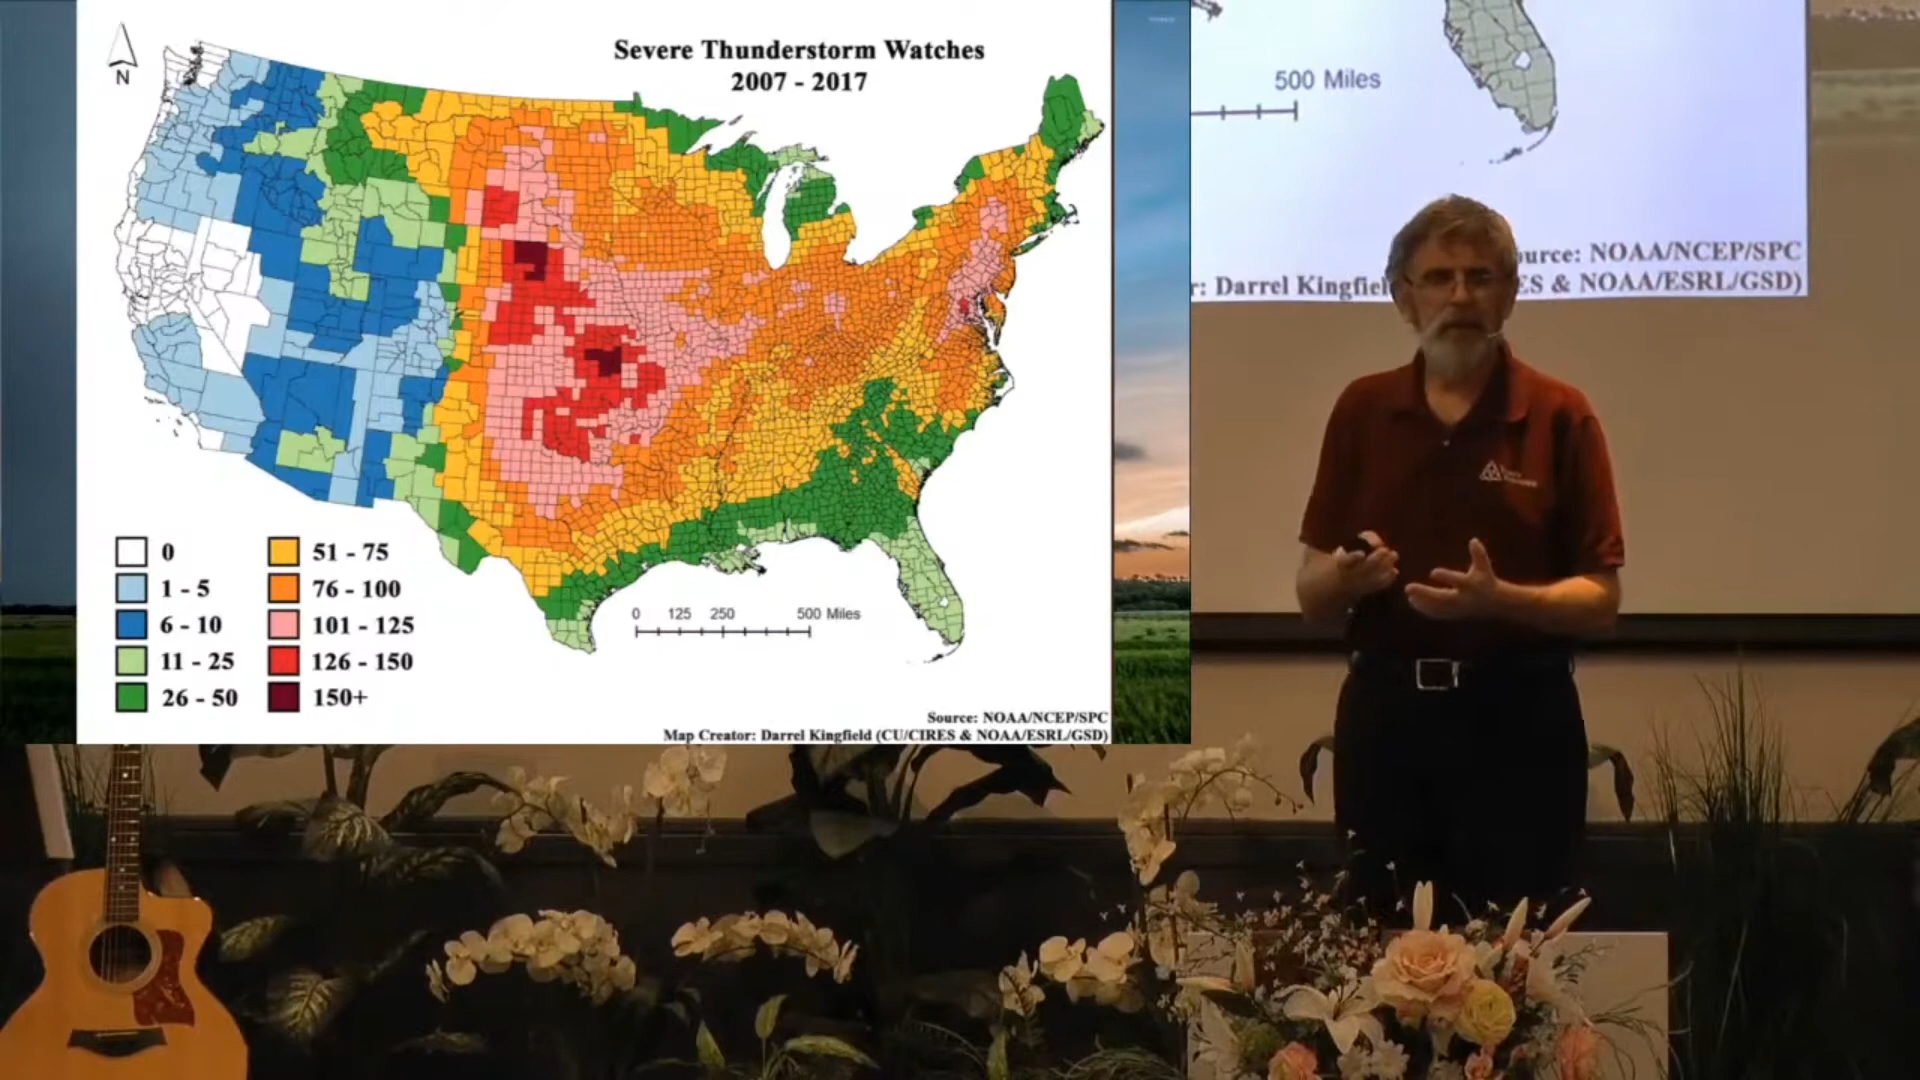 Severe Thunderstorm Watches
2007 - 2017
N
0
1 - 5
6 - 10
11 - 25
26 - 50
51 - 75
76 - 100
101 - 125
126 - 150
150+
0 125 250 500 Miles
Source: NOAA/NCEP/SPC
Map Creator: Darrel Kingfield (CU/CIRES & NOAA/ESRL/GSD)
500 Miles
urce: NOAA/NCEP/SPC
r: Darrel Kingfiel ES & NOAA/ESRL/GSD)